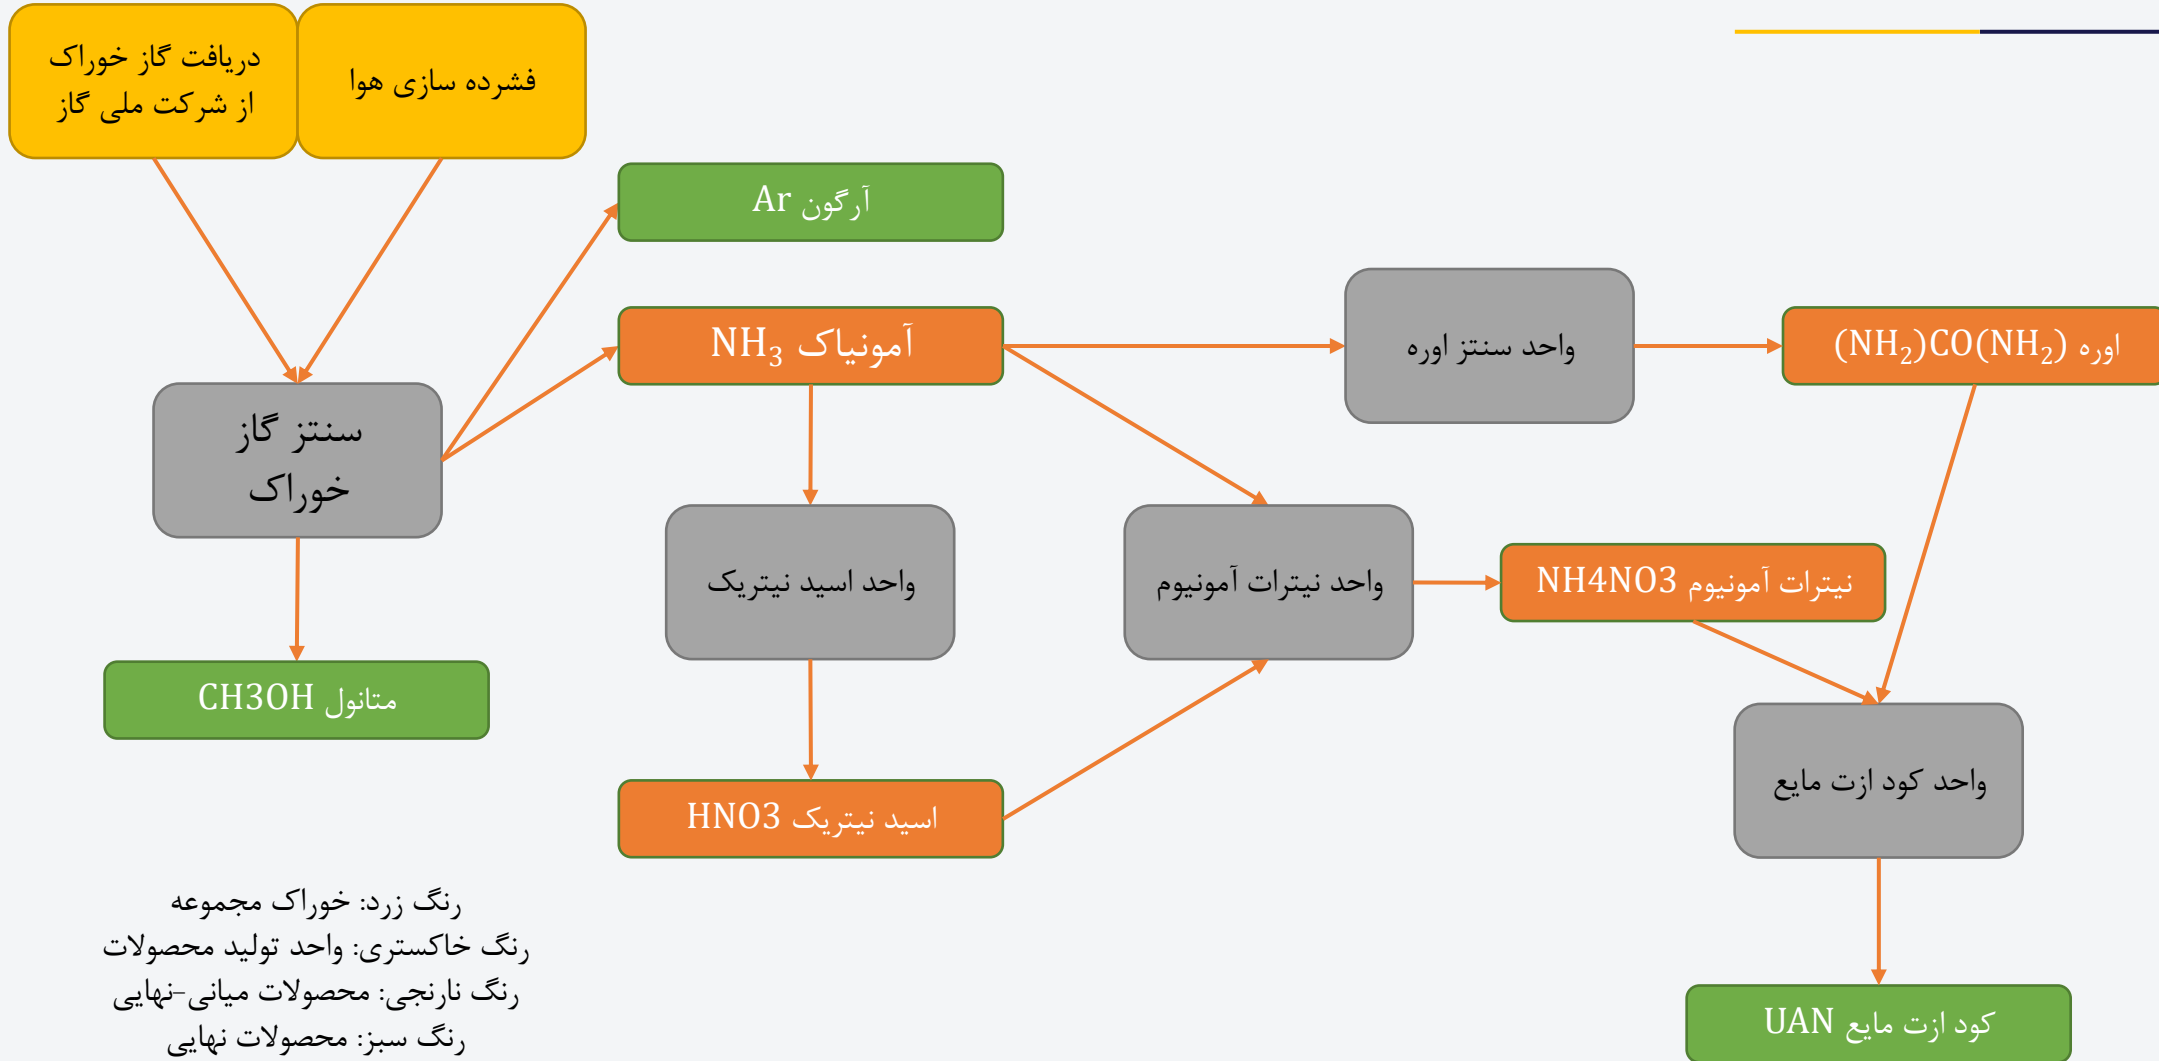 دریافت گاز خوراک
از شرکت ملی گاز
فشرده سازی هوا
آرگون Ar
آمونیاک NH₃
واحد سنتز اوره
اوره (NH₂)CO(NH₂)
سنتز گاز
خوراک
واحد اسید نیتریک
واحد نیترات آمونیوم
نیترات آمونیوم NH4NO3
متانول CH3OH
اسید نیتریک HNO3
واحد کود ازت مایع
کود ازت مایع UAN
رنگ زرد: خوراک مجموعه
رنگ خاکستری: واحد تولید محصولات
رنگ نارنجی: محصولات میانی-نهایی
رنگ سبز: محصولات نهایی